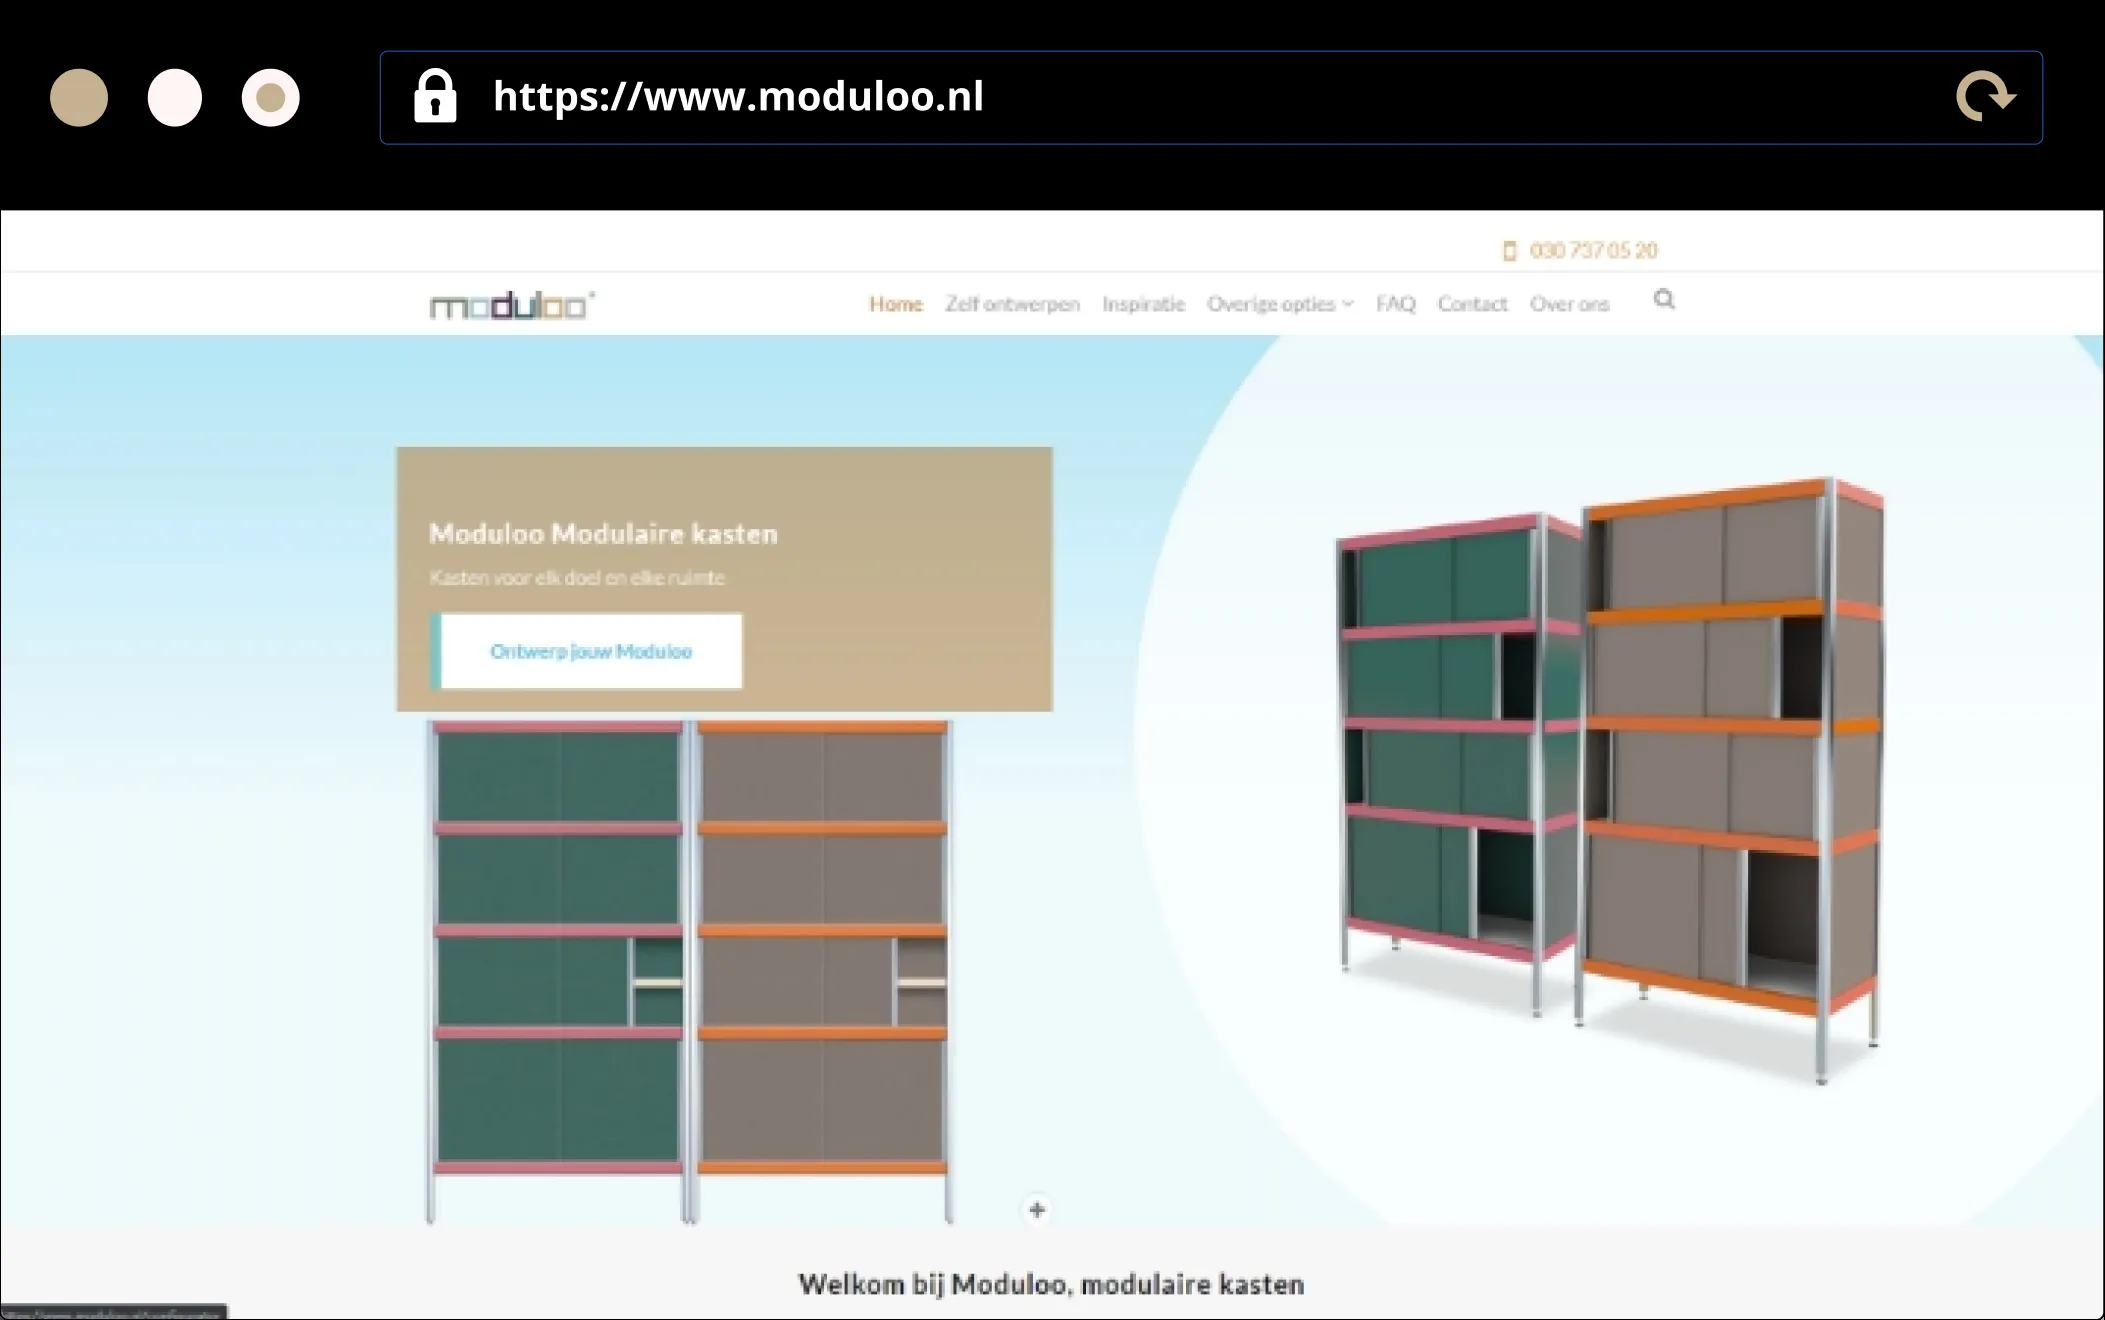 https://www.moduloo.nl
030 737 05 20
moduloo
Home Zelf ontwerpen Inspiratie Overige opties FAQ Contact Over ons
Moduloo Modulaire kasten
Kasten voor elk doel en elke ruimte
Ontwerp jouw Moduloo
Welkom bij Moduloo, modulaire kasten